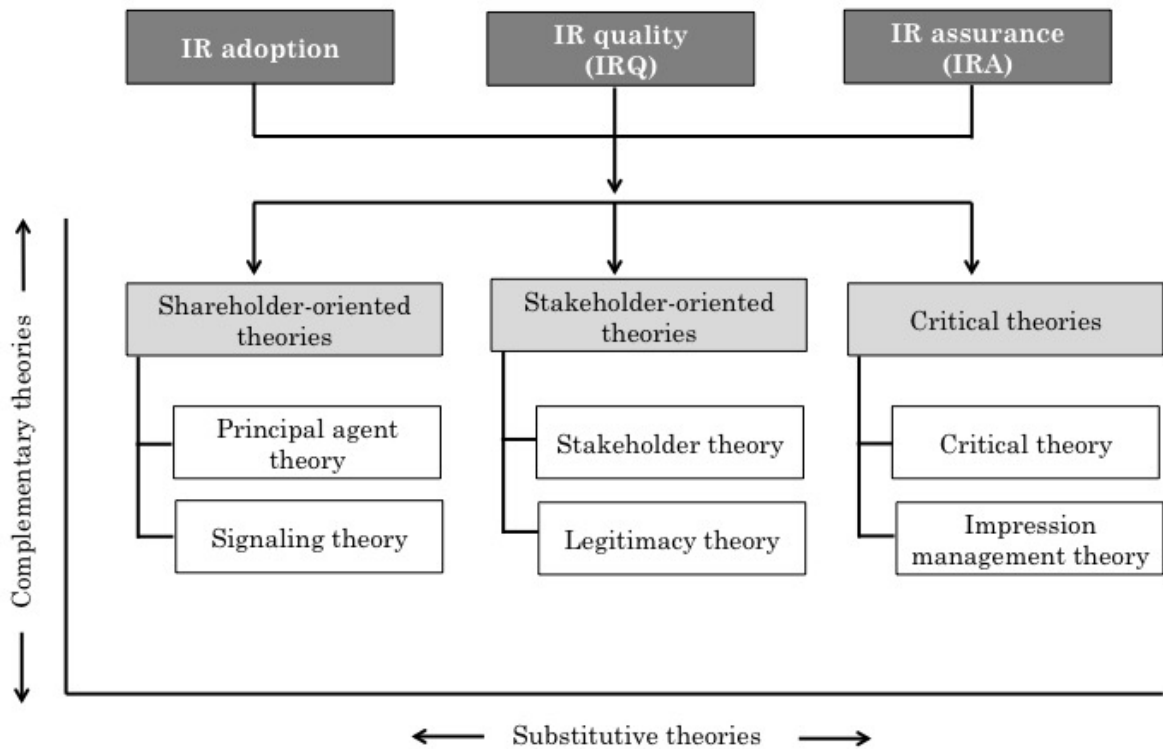 IR adoption
IR quality
(IRQ)
IR assurance
(IRA)
Complementary theories
Shareholder-oriented
theories
Stakeholder-oriented
theories
Critical theories
Principal agent
theory
Stakeholder theory
Critical theory
Signaling theory
Legitimacy theory
Impression
management theory
Substitutive theories